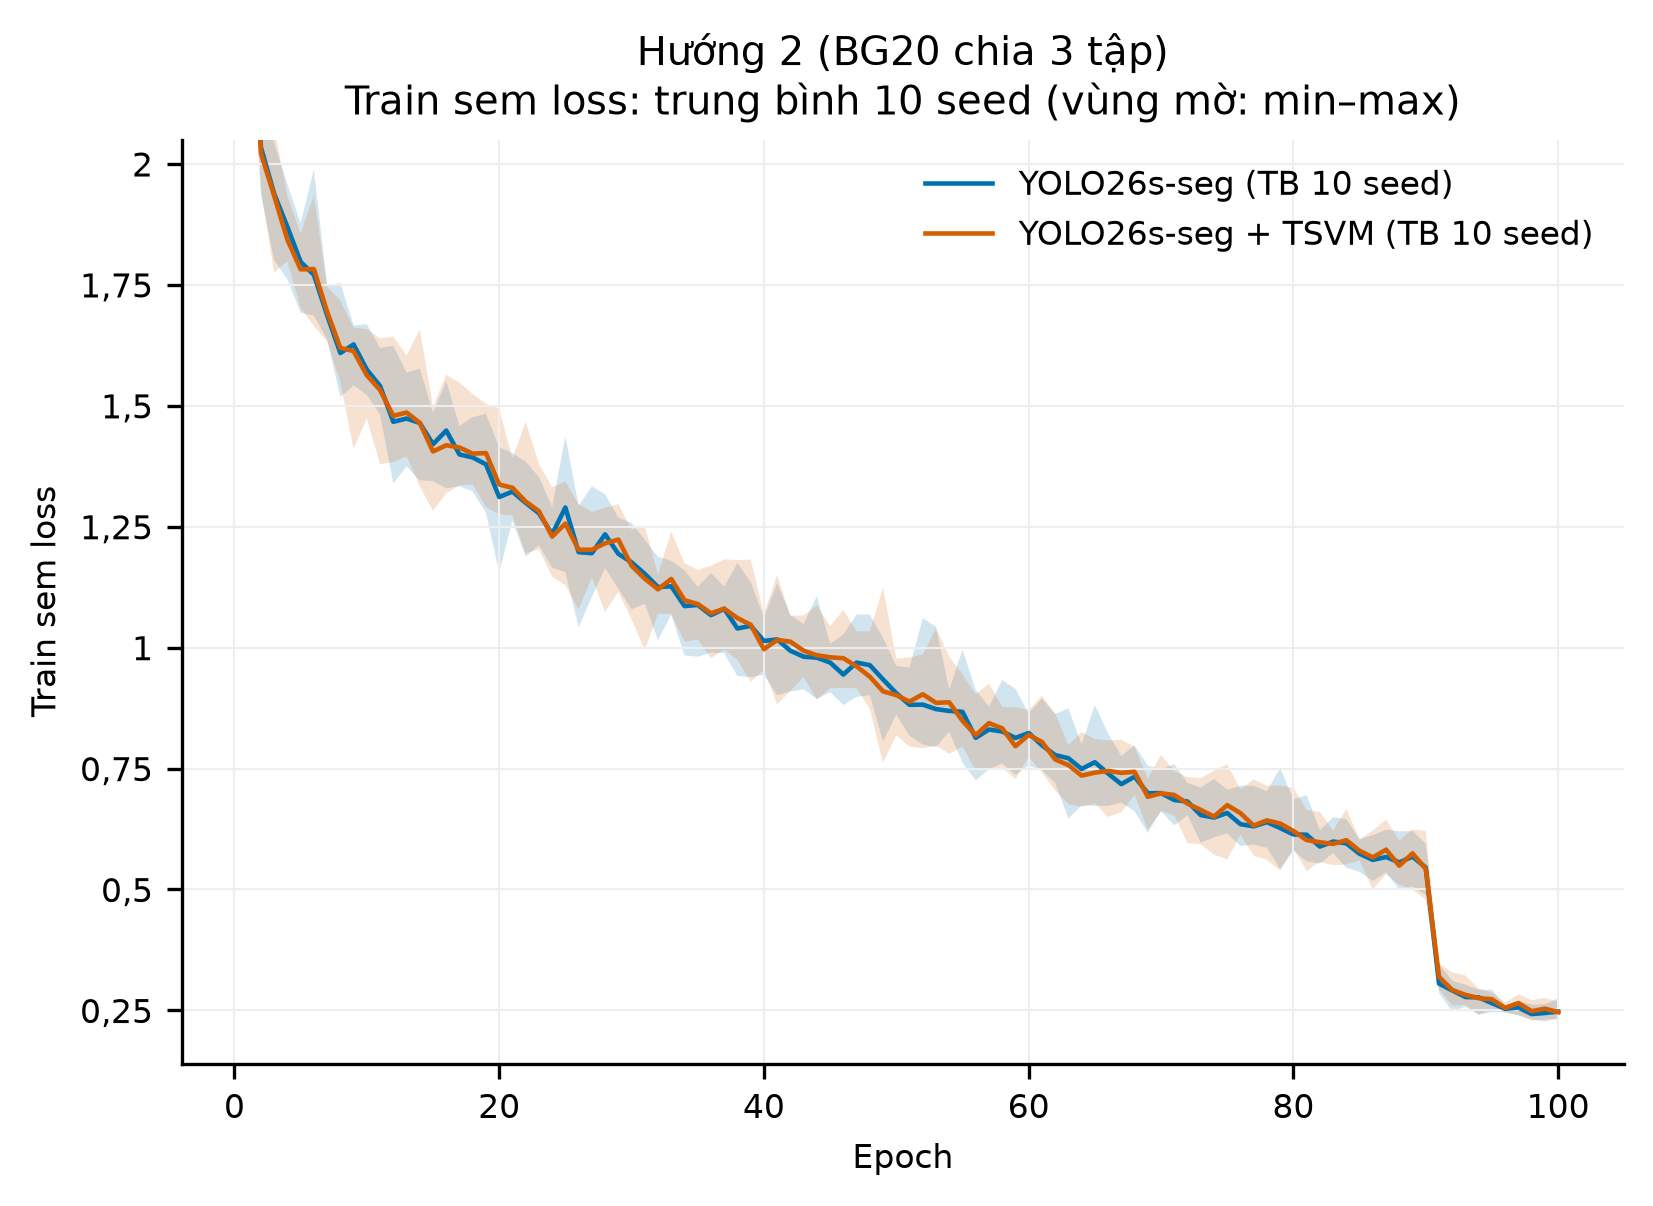 Hướng 2 (BG20 chia 3 tập)
Train sem loss: trung bình 10 seed (vùng mờ: min–max)
YOLO26s-seg (TB 10 seed)
YOLO26s-seg + TSVM (TB 10 seed)
Train sem loss
2
1,75
1,5
1,25
1
0,75
0,5
0,25
0 20 40 60 80 100
Epoch